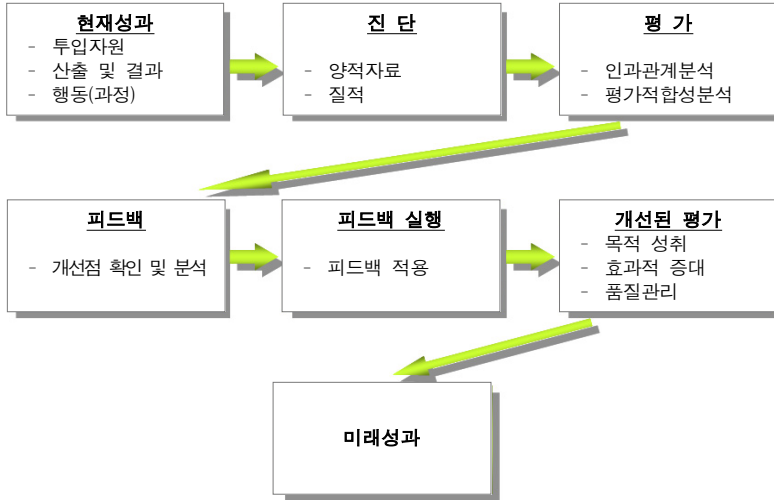 현재성과
- 투입자원
- 산출 및 결과
- 행동(과정)
진 단
- 양적자료
- 질적
평 가
- 인과관계분석
- 평가적합성분석
피드백
- 개선점 확인 및 분석
피드백 실행
- 피드백 적용
개선된 평가
- 목적 성취
- 효과적 증대
- 품질관리
미래성과